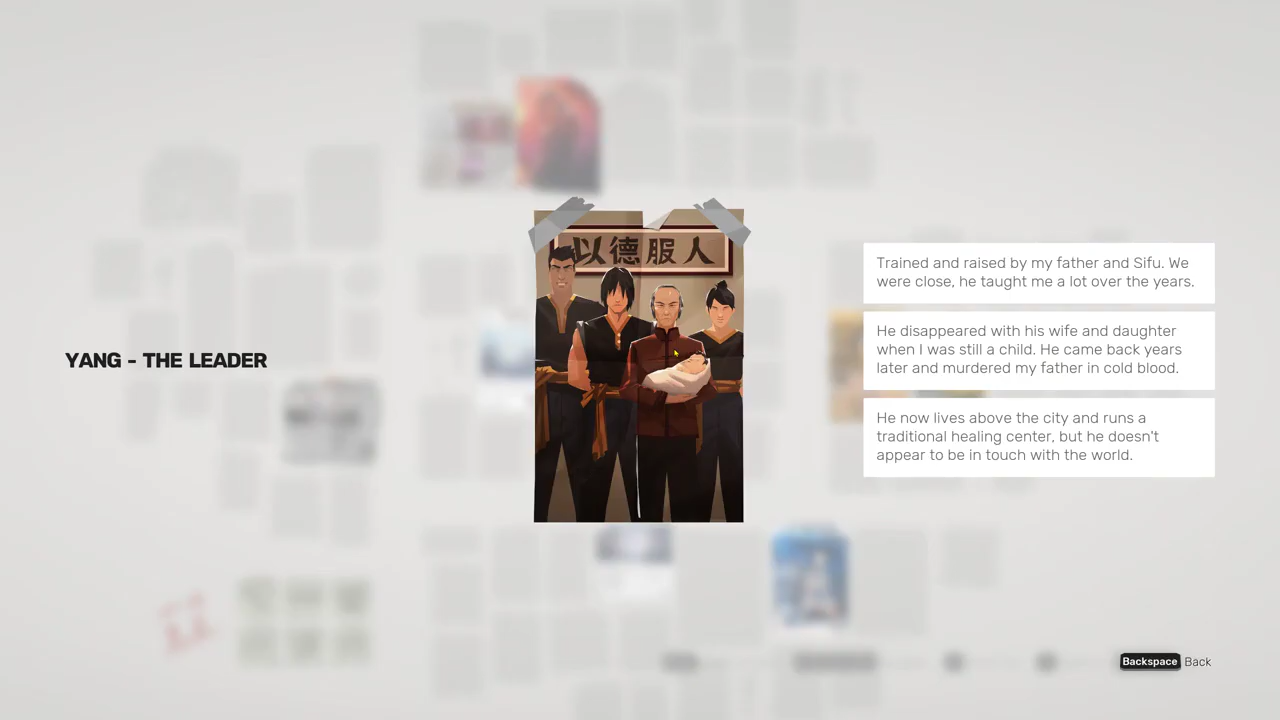 以德服人
YANG - THE LEADER
Trained and raised by my father and Sifu. We
were close, he taught me a lot over the years.
He disappeared with his wife and daughter
when I was still a child. He came back years
later and murdered my father in cold blood.
He now lives above the city and runs a
traditional healing center, but he doesn't
appear to be in touch with the world.
Backspace Back